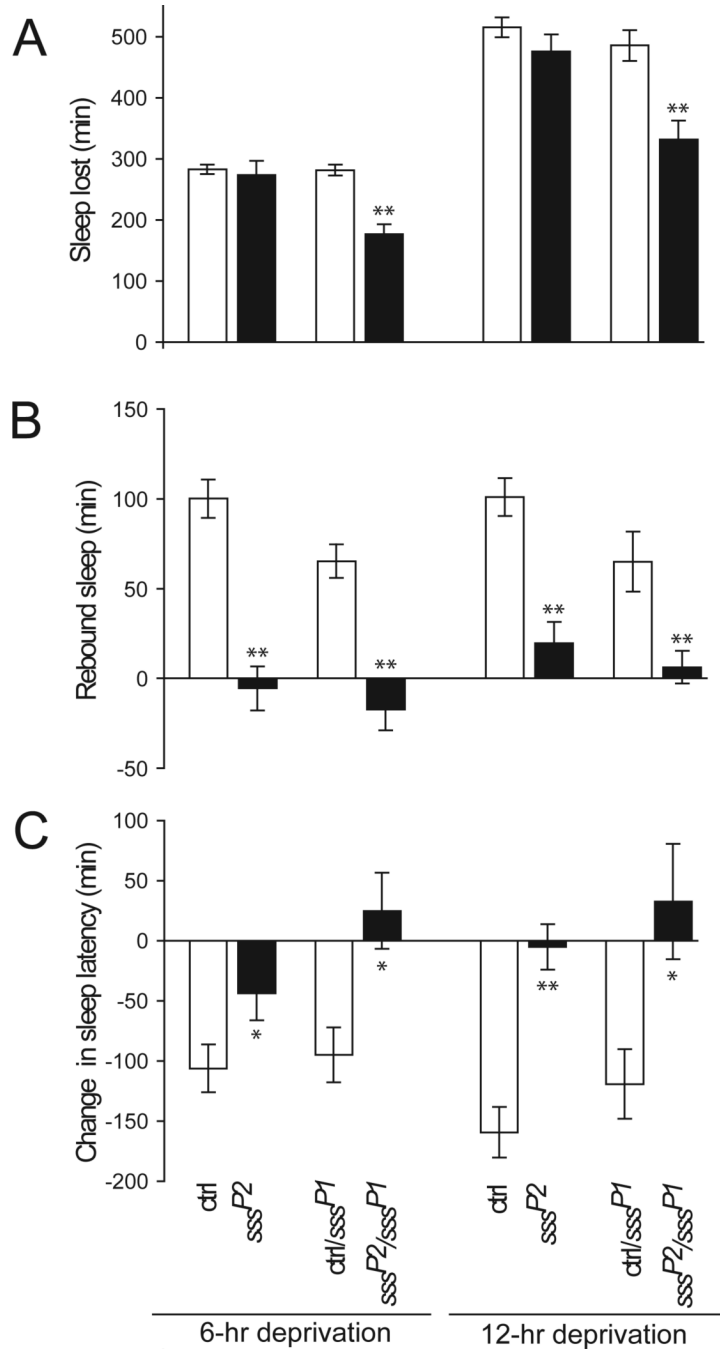 A
Sleep lost (min)
500
400
300
200
100
0
**
**
B
Rebound sleep (min)
150
100
50
0
-50
**
**
**
**
C
Change in sleep latency (min)
100
50
0
-50
-100
-150
-200
*
*
**
*
ctrl
sssP2
ctrl/sssP1
sssP2/sssP1
ctrl
sssP2
ctrl/sssP1
sssP2/sssP1
6-hr deprivation
12-hr deprivation